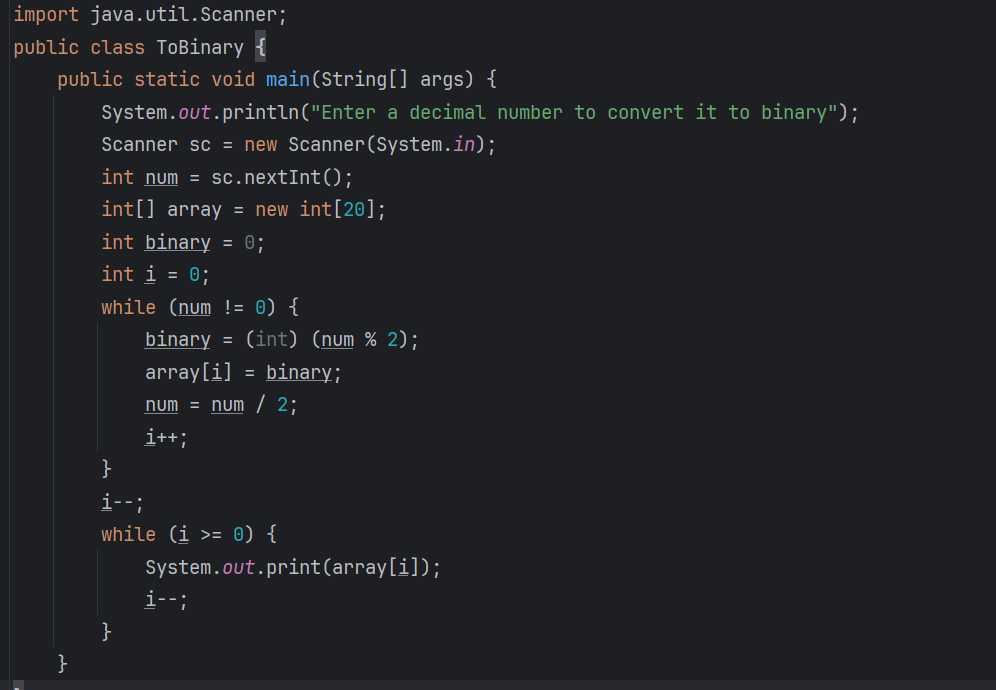 import java.util.Scanner;
public class ToBinary {
    public static void main(String[] args) {
        System.out.println("Enter a decimal number to convert it to binary");
        Scanner sc = new Scanner(System.in);
        int num = sc.nextInt();
        int[] array = new int[20];
        int binary = 0;
        int i = 0;
        while (num != 0) {
            binary = (int) (num % 2);
            array[i] = binary;
            num = num / 2;
            i++;
        }
        i--;
        while (i >= 0) {
            System.out.print(array[i]);
            i--;
        }
    }